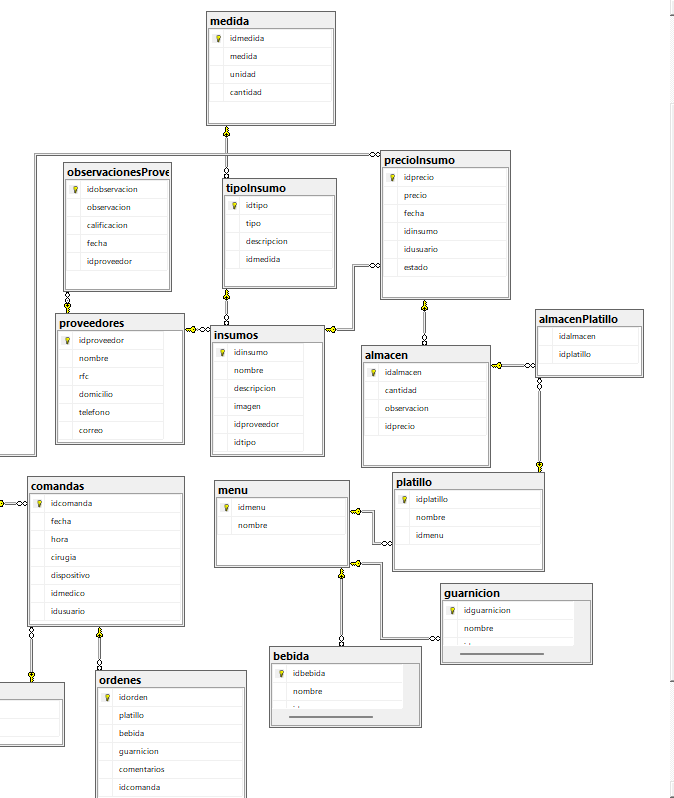 medida
idmedida
medida
unidad
cantidad
observacionesProve
idobservacion
observacion
calificacion
fecha
idproveedor
tipoInsumo
idtipo
tipo
descripcion
idmedida
precioInsumo
idprecio
precio
fecha
idinsumo
idusuario
estado
proveedores
idproveedor
nombre
rfc
domicilio
telefono
correo
insumos
idinsumo
nombre
descripcion
imagen
idproveedor
idtipo
almacen
idalmacen
cantidad
observacion
idprecio
almacenPlatillo
idalmacen
idplatillo
comandas
idcomanda
fecha
hora
cirugia
dispositivo
idmedico
idusuario
menu
idmenu
nombre
platillo
idplatillo
nombre
idmenu
guarnicion
idguarnicion
nombre
bebida
idbebida
nombre
ordenes
idorden
platillo
bebida
guarnicion
comentarios
idcomanda